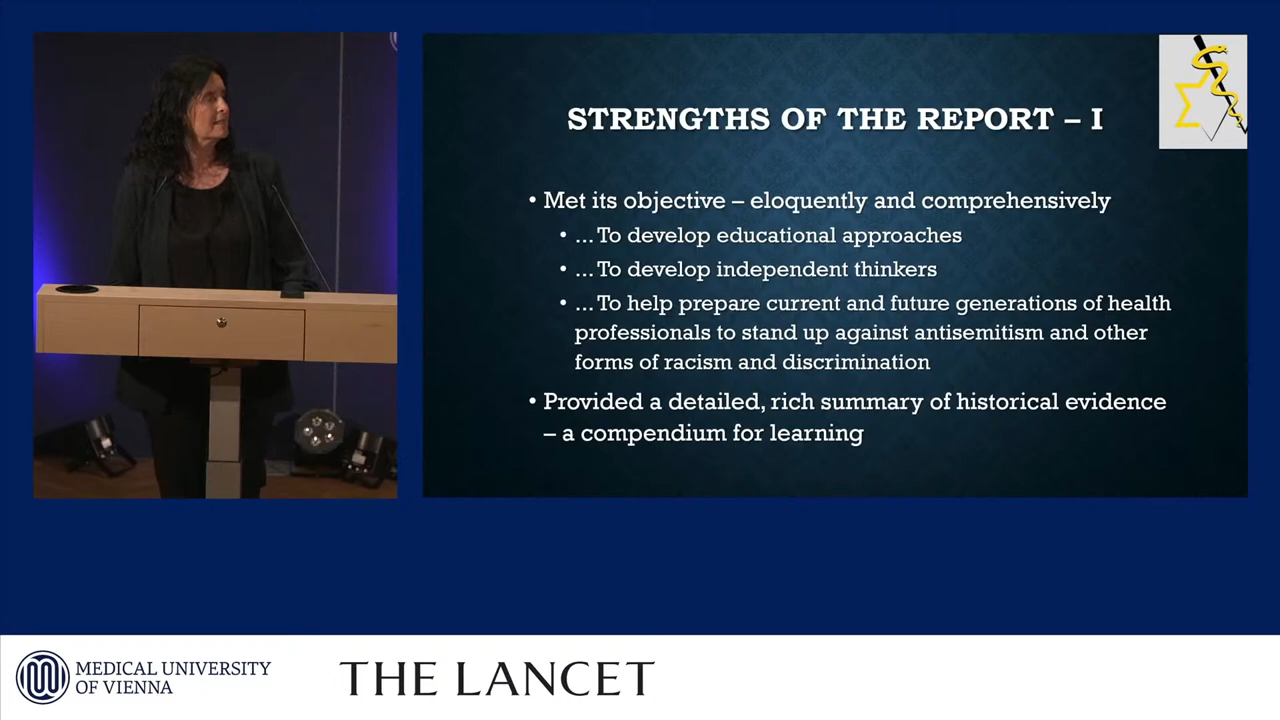 STRENGTHS OF THE REPORT – I
• Met its objective – eloquently and comprehensively
• ...To develop educational approaches
• ...To develop independent thinkers
• ...To help prepare current and future generations of health
professionals to stand up against antisemitism and other
forms of racism and discrimination
• Provided a detailed, rich summary of historical evidence
– a compendium for learning
MEDICAL UNIVERSITY
OF VIENNA
THE LANCET